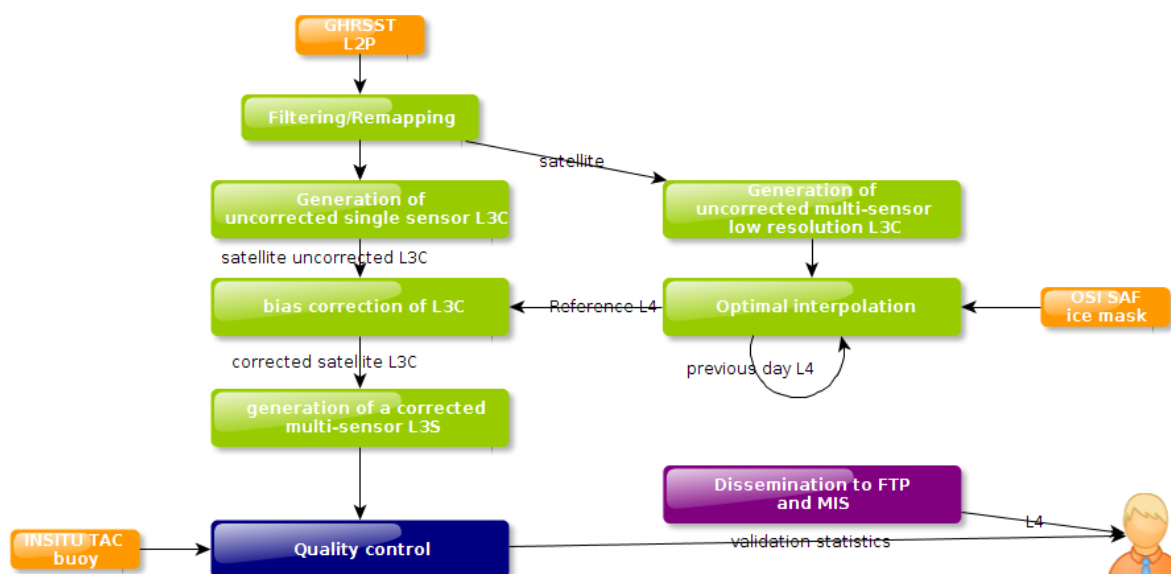 GHRSST
L2P
Filtering/Remapping
satellite
Generation of
uncorrected single sensor L3C
Generation of
uncorrected multi-sensor
low resolution L3C
satellite uncorrected L3C
bias correction of L3C
Reference L4
Optimal interpolation
OSI SAF
ice mask
corrected satellite L3C
previous day L4
generation of a corrected
multi-sensor L3S
Dissemination to FTP
and MIS
L4
INSITU TAC
buoy
Quality control
validation statistics